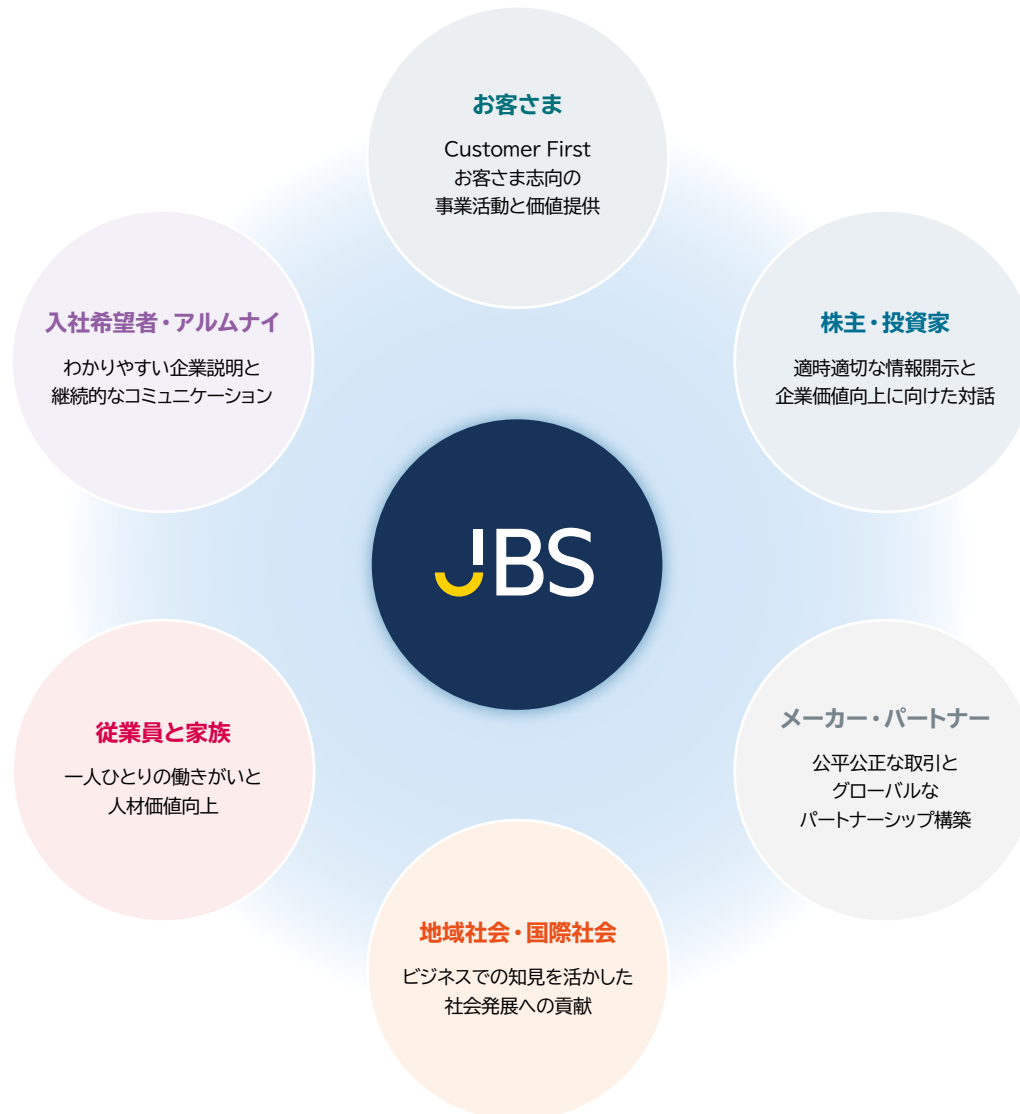 お客さま
Customer First
お客さま志向の
事業活動と価値提供
入社希望者・アルムナイ
わかりやすい企業説明と
継続的なコミュニケーション
株主・投資家
適時適切な情報開示と
企業価値向上に向けた対話
JBS
従業員と家族
一人ひとりの働きがいと
人材価値向上
メーカー・パートナー
公平公正な取引と
グローバルな
パートナーシップ構築
地域社会・国際社会
ビジネスでの知見を活かした
社会発展への貢献